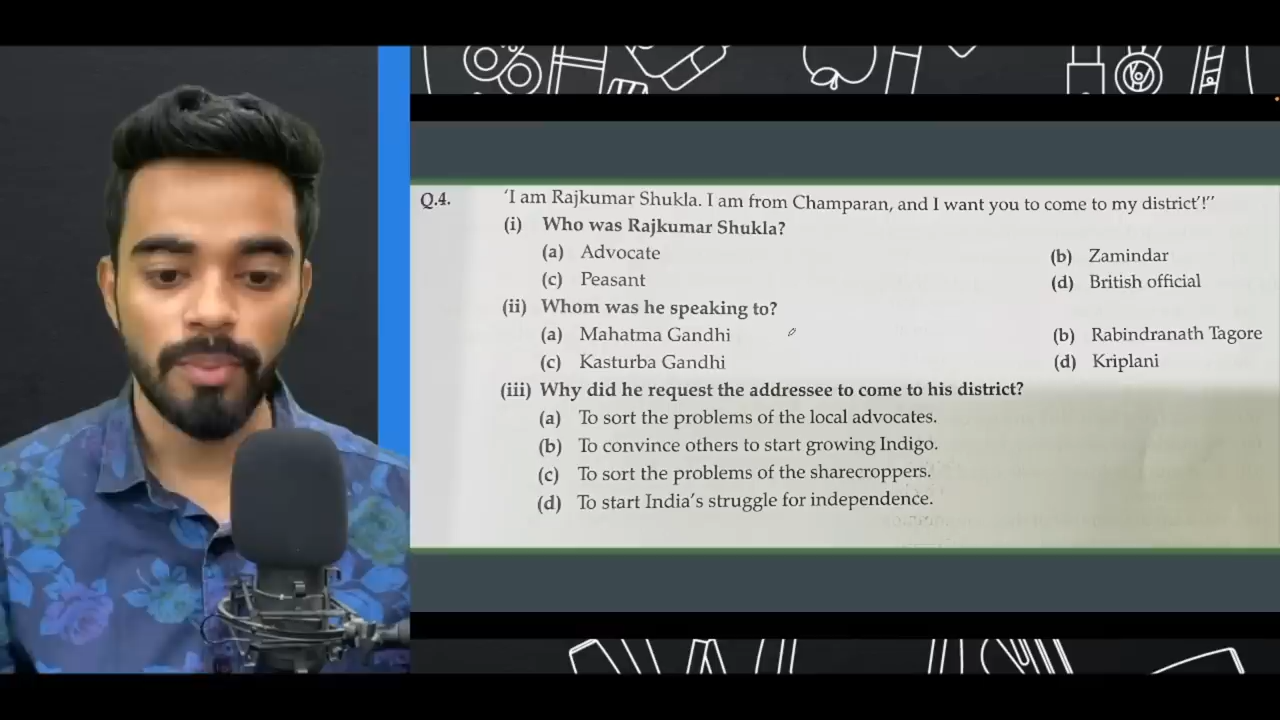 Q.4. 'I am Rajkumar Shukla. I am from Champaran, and I want you to come to my district'!"
(i) Who was Rajkumar Shukla?
(a) Advocate (b) Zamindar
(c) Peasant (d) British official
(ii) Whom was he speaking to?
(a) Mahatma Gandhi (b) Rabindranath Tagore
(c) Kasturba Gandhi (d) Kriplani
(iii) Why did he request the addressee to come to his district?
(a) To sort the problems of the local advocates.
(b) To convince others to start growing Indigo.
(c) To sort the problems of the sharecroppers.
(d) To start India's struggle for independence.